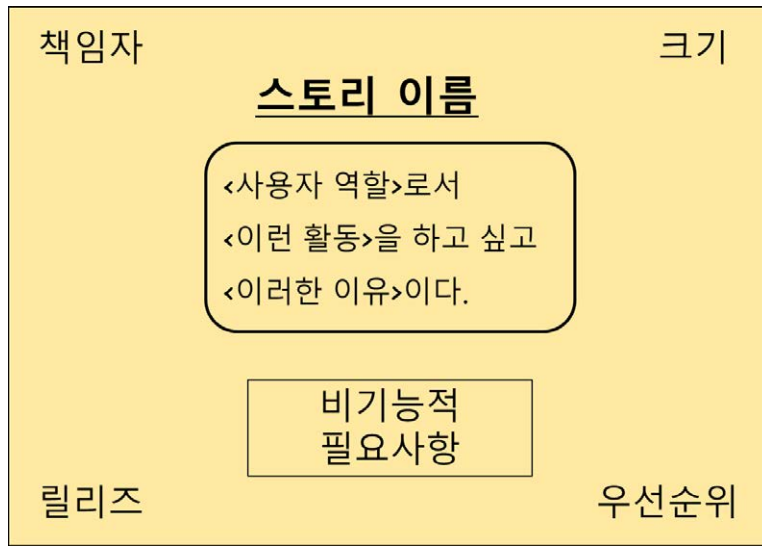 책임자
크기
스토리 이름
<사용자 역할>로서
<이런 활동>을 하고 싶고
<이러한 이유>이다.
비기능적
필요사항
릴리즈
우선순위